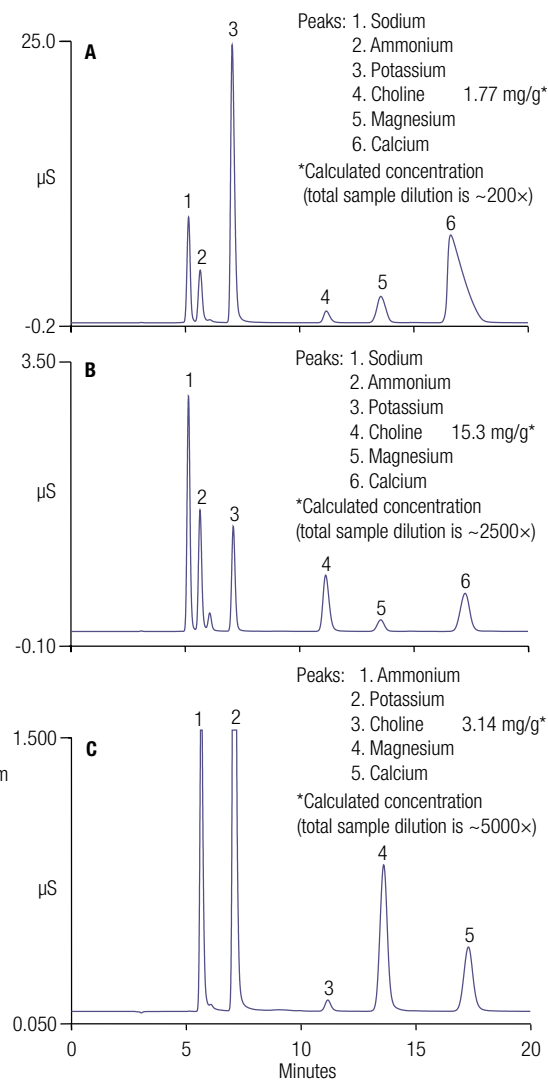 25.0
A
Peaks: 1. Sodium
2. Ammonium
3. Potassium
4. Choline 1.77 mg/g*
5. Magnesium
6. Calcium
*Calculated concentration
(total sample dilution is ~200×)
µS
1
2
3
4
5
6
-0.2
3.50
B
Peaks: 1. Sodium
2. Ammonium
3. Potassium
4. Choline 15.3 mg/g*
5. Magnesium
6. Calcium
*Calculated concentration
(total sample dilution is ~2500×)
µS
1
2
3
4
5
6
-0.10
Peaks: 1. Ammonium
2. Potassium
3. Choline 3.14 mg/g*
4. Magnesium
5. Calcium
*Calculated concentration
(total sample dilution is ~5000×)
1.500
C
m
µS
1
2
3
4
5
0.050
0 5 10 15 20
Minutes